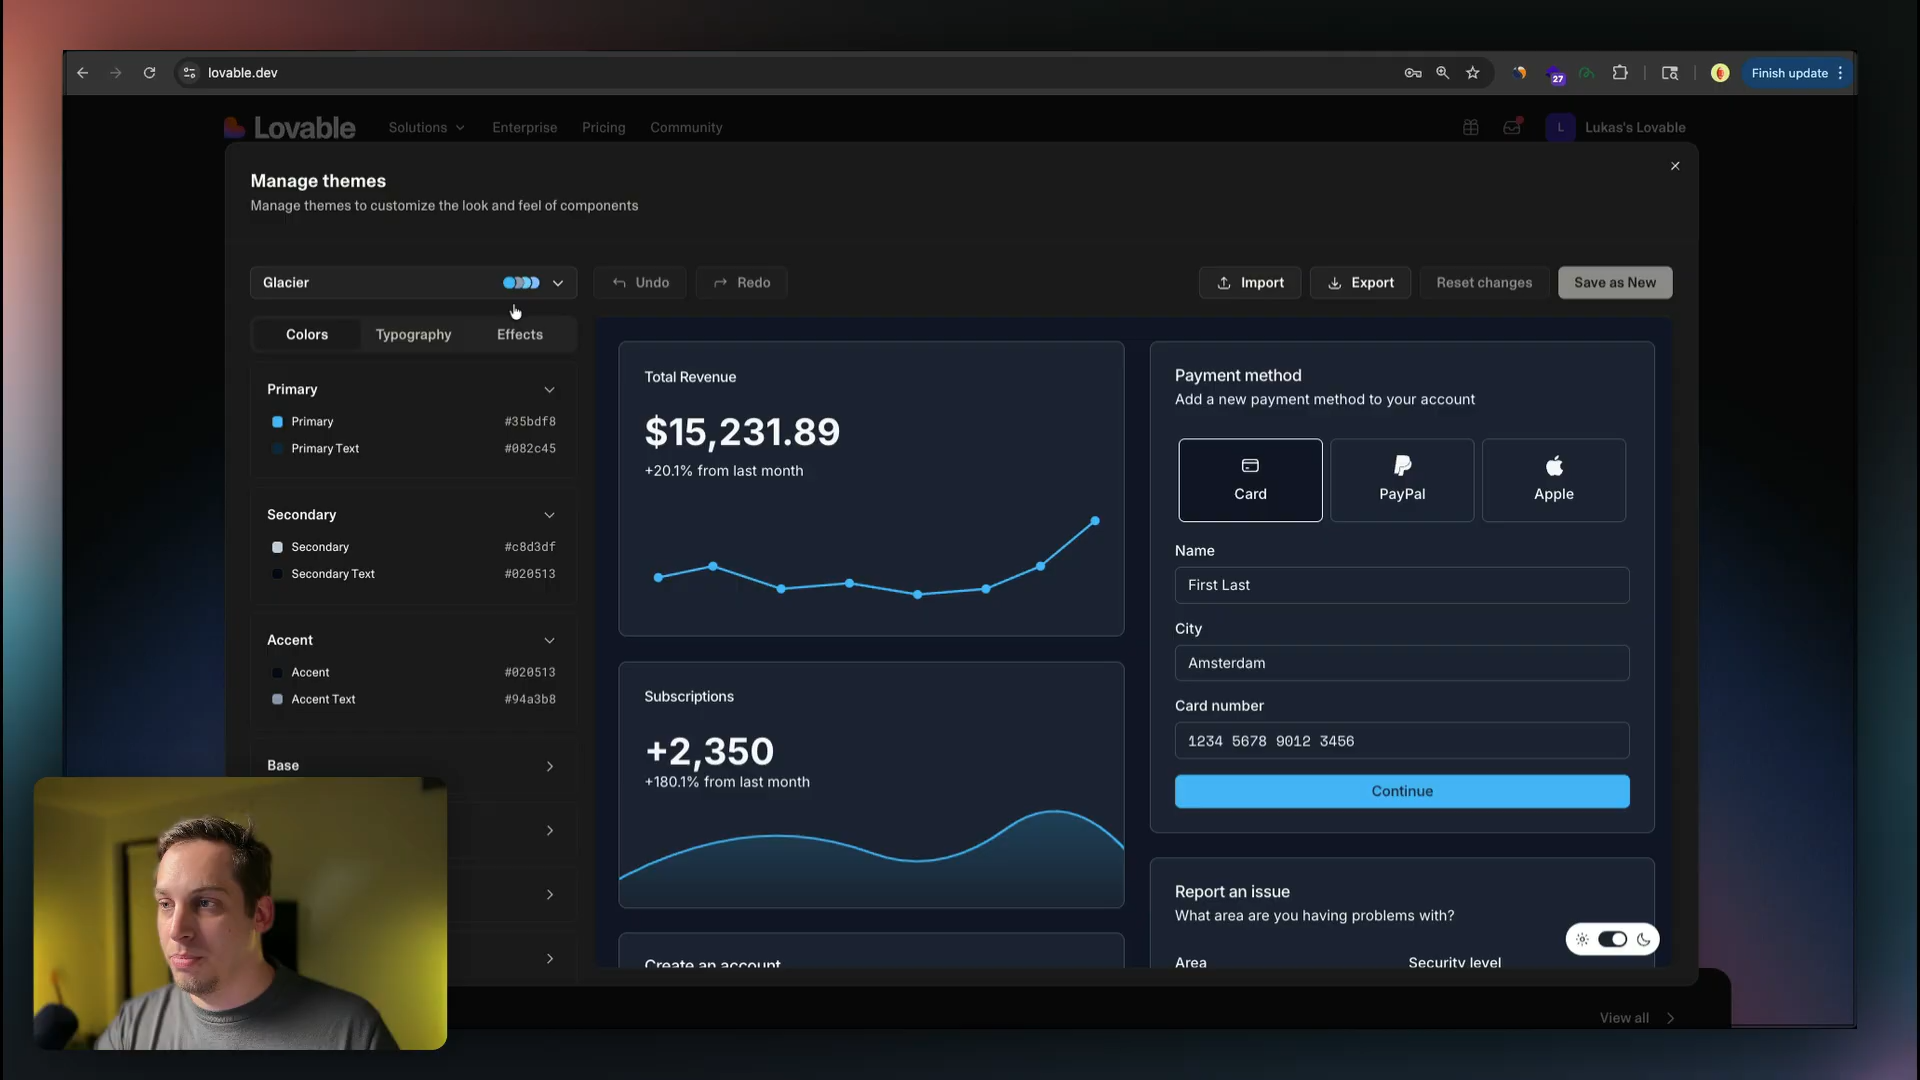 lovable.dev
27
Finish update
Lovable
Solutions
Enterprise
Pricing
Community
L
Lukas's Lovable
Manage themes
Manage themes to customize the look and feel of components
Glacier
Undo
Redo
Import
Export
Reset changes
Save as New
Colors
Typography
Effects
Primary
Primary #35bdf8
Primary Text #082c45
Secondary
Secondary #c8d3df
Secondary Text #020513
Accent
Accent #020513
Accent Text #94a3b8
Base
Total Revenue
$15,231.89
+20.1% from last month
Subscriptions
+2,350
+180.1% from last month
Create an account
Payment method
Add a new payment method to your account
Card
PayPal
Apple
Name
First Last
City
Amsterdam
Card number
1234 5678 9012 3456
Continue
Report an issue
What area are you having problems with?
Area
Security level
View all